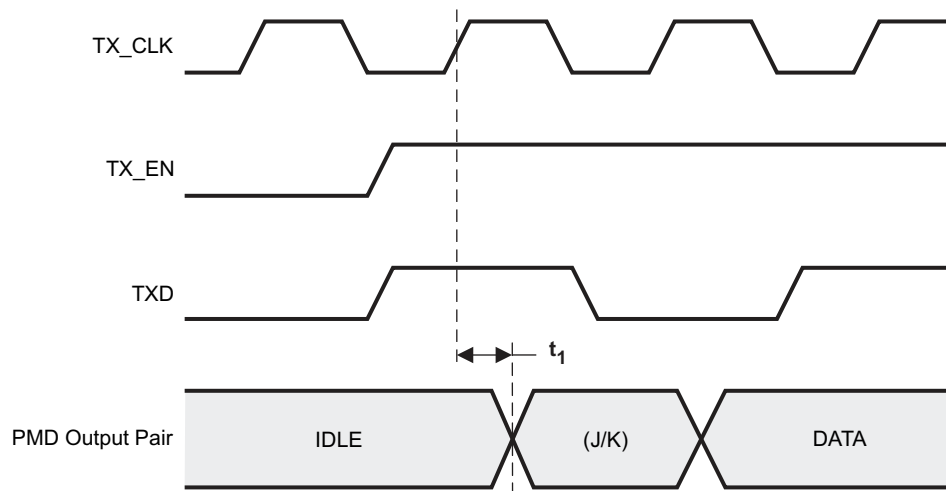 TX_CLK
TX_EN
TXD
t1
PMD Output Pair
IDLE
(J/K)
DATA